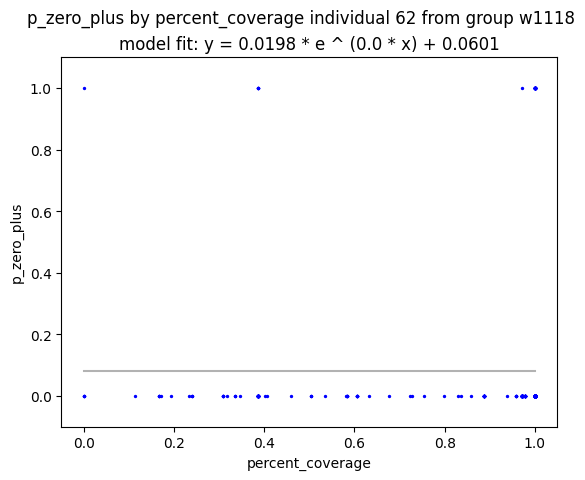 p_zero_plus by percent_coverage individual 62 from group w1118
model fit: y = 0.0198 * e ^ (0.0 * x) + 0.0601
1.0
0.8
0.6
0.4
0.2
0.0
p_zero_plus
0.0 0.2 0.4 0.6 0.8 1.0
percent_coverage